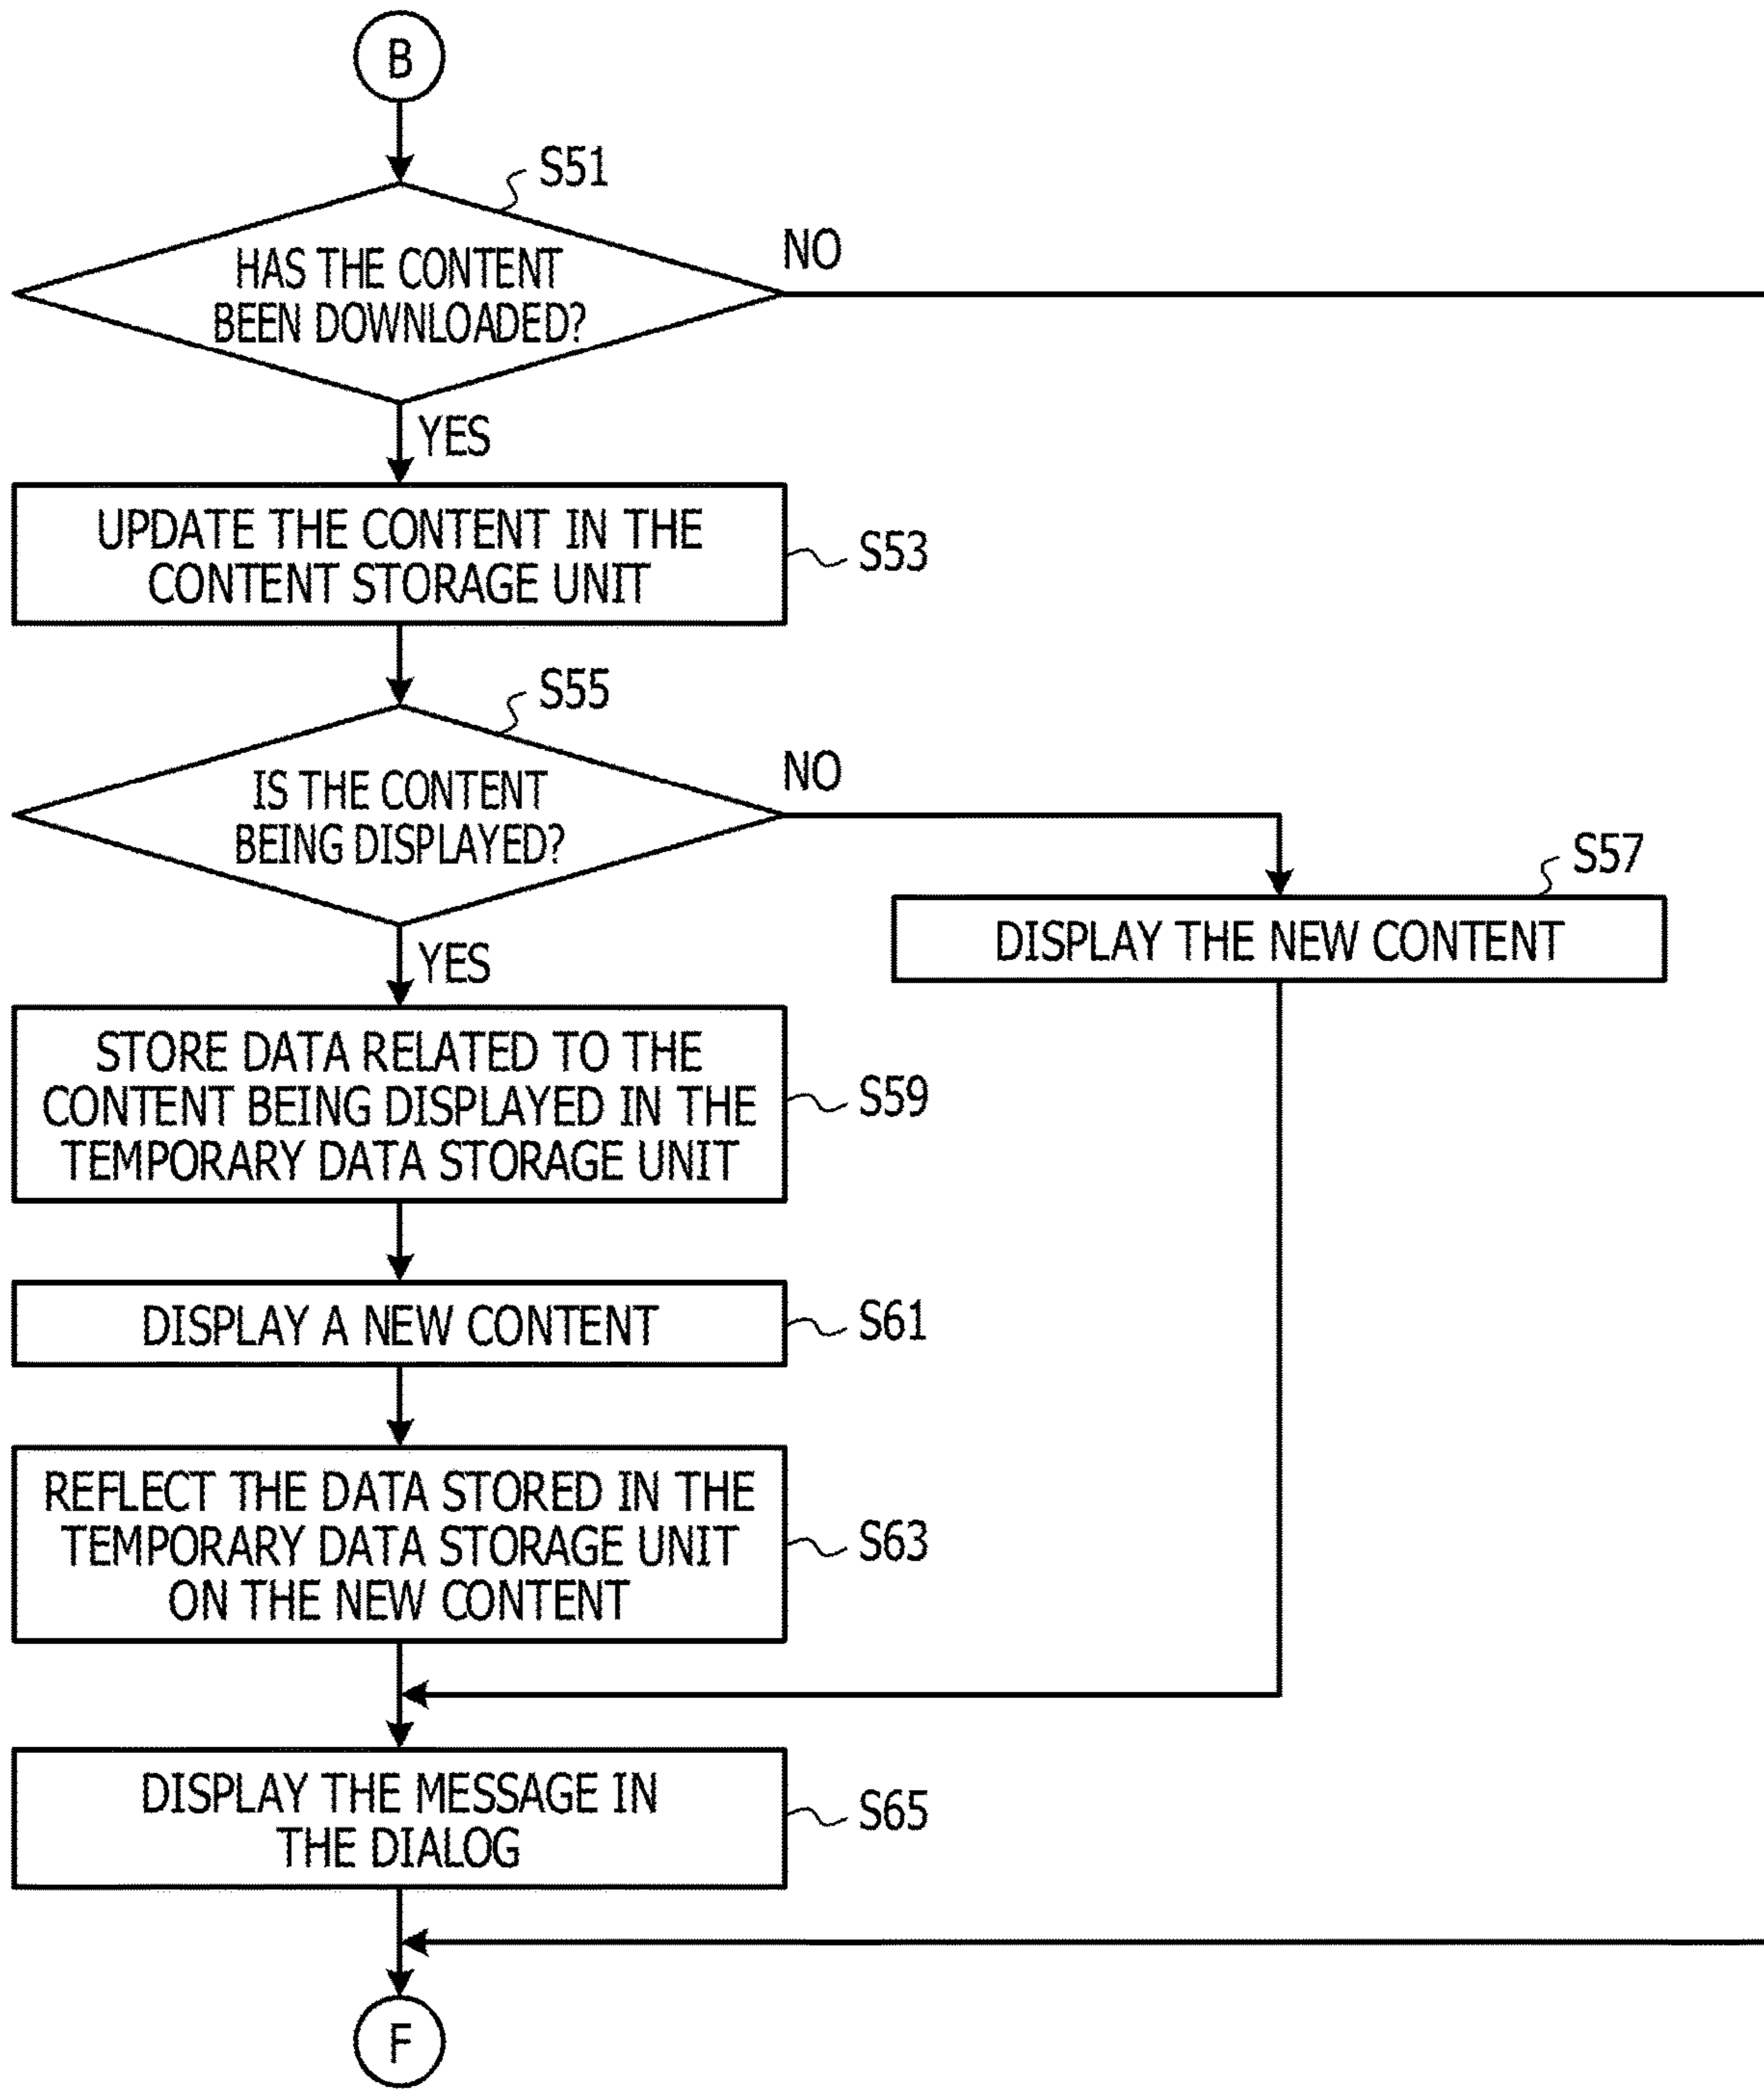 B
S51
HAS THE CONTENT
BEEN DOWNLOADED?
NO
YES
UPDATE THE CONTENT IN THE
CONTENT STORAGE UNIT
S53
S55
IS THE CONTENT
BEING DISPLAYED?
NO
S57
DISPLAY THE NEW CONTENT
YES
STORE DATA RELATED TO THE
CONTENT BEING DISPLAYED IN THE
TEMPORARY DATA STORAGE UNIT
S59
DISPLAY A NEW CONTENT
S61
REFLECT THE DATA STORED IN THE
TEMPORARY DATA STORAGE UNIT
ON THE NEW CONTENT
S63
DISPLAY THE MESSAGE IN
THE DIALOG
S65
F